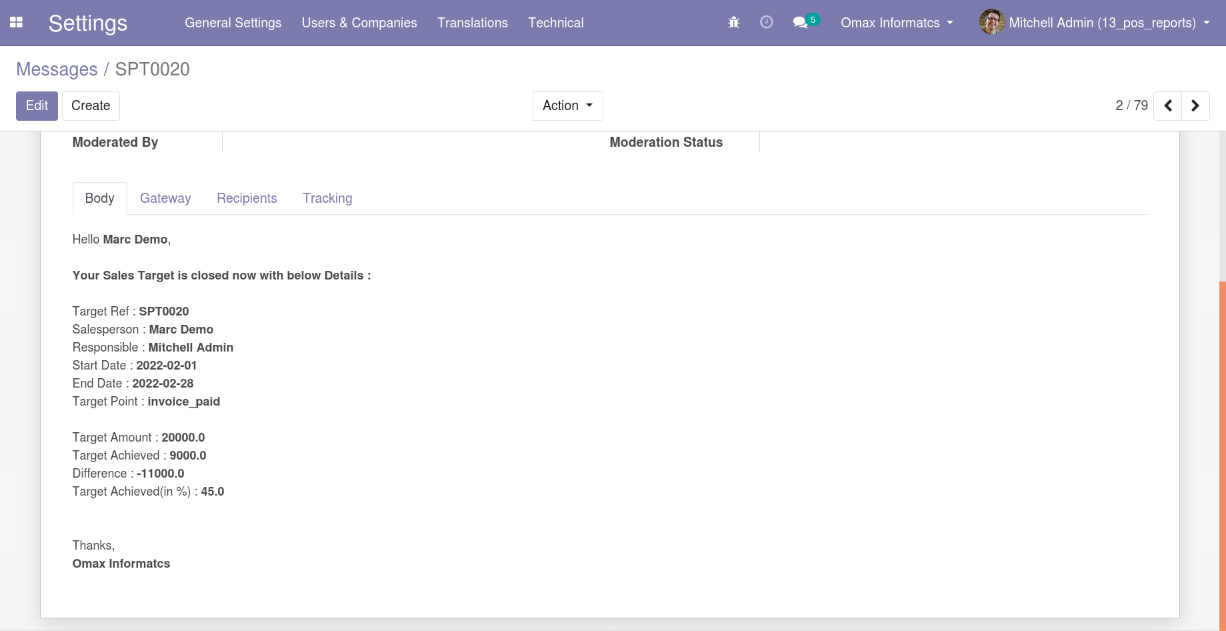 Settings General Settings Users & Companies Translations Technical 5 Omax Informatcs Mitchell Admin (13_pos_reports)
Messages / SPT0020
Edit Create Action 2 / 79
Moderated By Moderation Status
Body Gateway Recipients Tracking
Hello Marc Demo,
Your Sales Target is closed now with below Details :
Target Ref : SPT0020
Salesperson : Marc Demo
Responsible : Mitchell Admin
Start Date : 2022-02-01
End Date : 2022-02-28
Target Point : invoice_paid
Target Amount : 20000.0
Target Achieved : 9000.0
Difference : -11000.0
Target Achieved(in %) : 45.0
Thanks,
Omax Informatcs